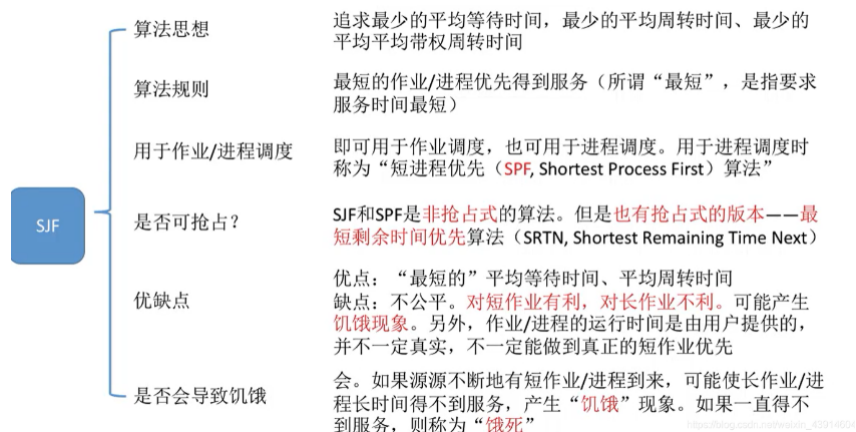 算法思想
追求最少的平均等待时间，最少的平均周转时间、最少的
平均平均带权周转时间
算法规则
最短的作业/进程优先得到服务（所谓“最短”，是指要求
服务时间最短）
用于作业/进程调度
即可用于作业调度，也可用于进程调度。用于进程调度时
称为“短进程优先（SPF, Shortest Process First）算法”
SJF
是否可抢占？
SJF和SPF是非抢占式的算法。但是也有抢占式的版本——最
短剩余时间优先算法（SRTN, Shortest Remaining Time Next）
优缺点
优点：“最短的”平均等待时间、平均周转时间
缺点：不公平。对短作业有利，对长作业不利。可能产生
饥饿现象。另外，作业/进程的运行时间是由用户提供的，
并不一定真实，不一定能做到真正的短作业优先
是否会导致饥饿
会。如果源源不断地有短作业/进程到来，可能使长作业/进
程长时间得不到服务，产生“饥饿”现象。如果一直得不
到服务，则称为“饿死”
https://blog.csdn.net/weixin_43914604